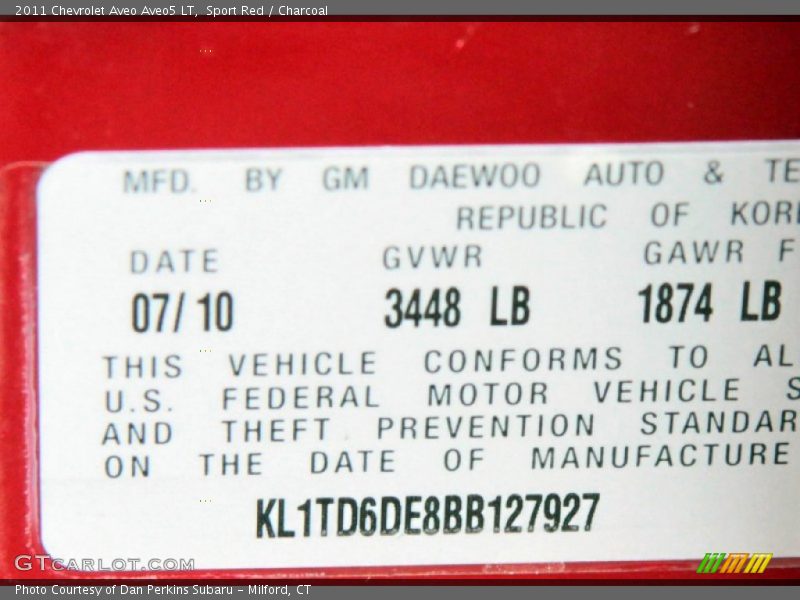 2011 Chevrolet Aveo Aveo5 LT, Sport Red / Charcoal
MFD. BY GM DAEWOO AUTO & TE
REPUBLIC OF KORE
DATE GVWR GAWR F
07/10 3448 LB 1874 LB
THIS VEHICLE CONFORMS TO AL
U.S. FEDERAL MOTOR VEHICLE S
AND THEFT PREVENTION STANDAR
ON THE DATE OF MANUFACTURE
KL1TD6DE8BB127927
GTCARLOT.COM
Photo Courtesy of Dan Perkins Subaru - Milford, CT